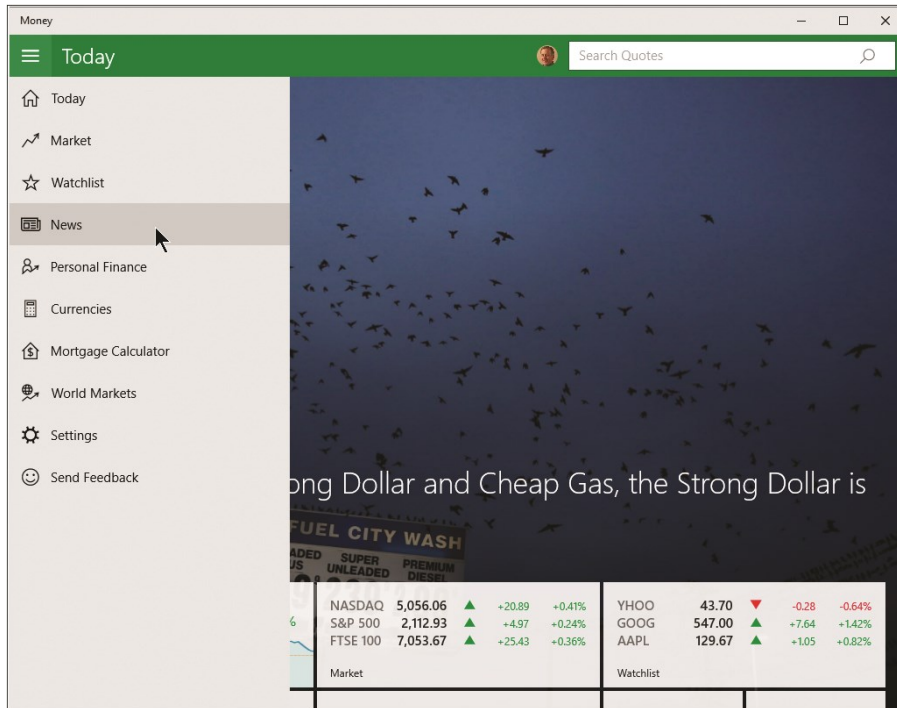 Money
Today
Search Quotes
Today
Market
Watchlist
News
Personal Finance
Currencies
Mortgage Calculator
World Markets
Settings
Send Feedback
ong Dollar and Cheap Gas, the Strong Dollar is
FUEL CITY WASH
SUPER PREMIUM
UNLEADED DIESEL
%
NASDAQ 5,056.06 ▲ +20.89 +0.41%
S&P 500 2,112.93 ▲ +4.97 +0.24%
FTSE 100 7,053.67 ▲ +25.43 +0.36%
Market
YHOO 43.70 ▼ -0.28 -0.64%
GOOG 547.00 ▲ +7.64 +1.42%
AAPL 129.67 ▲ +1.05 +0.82%
Watchlist